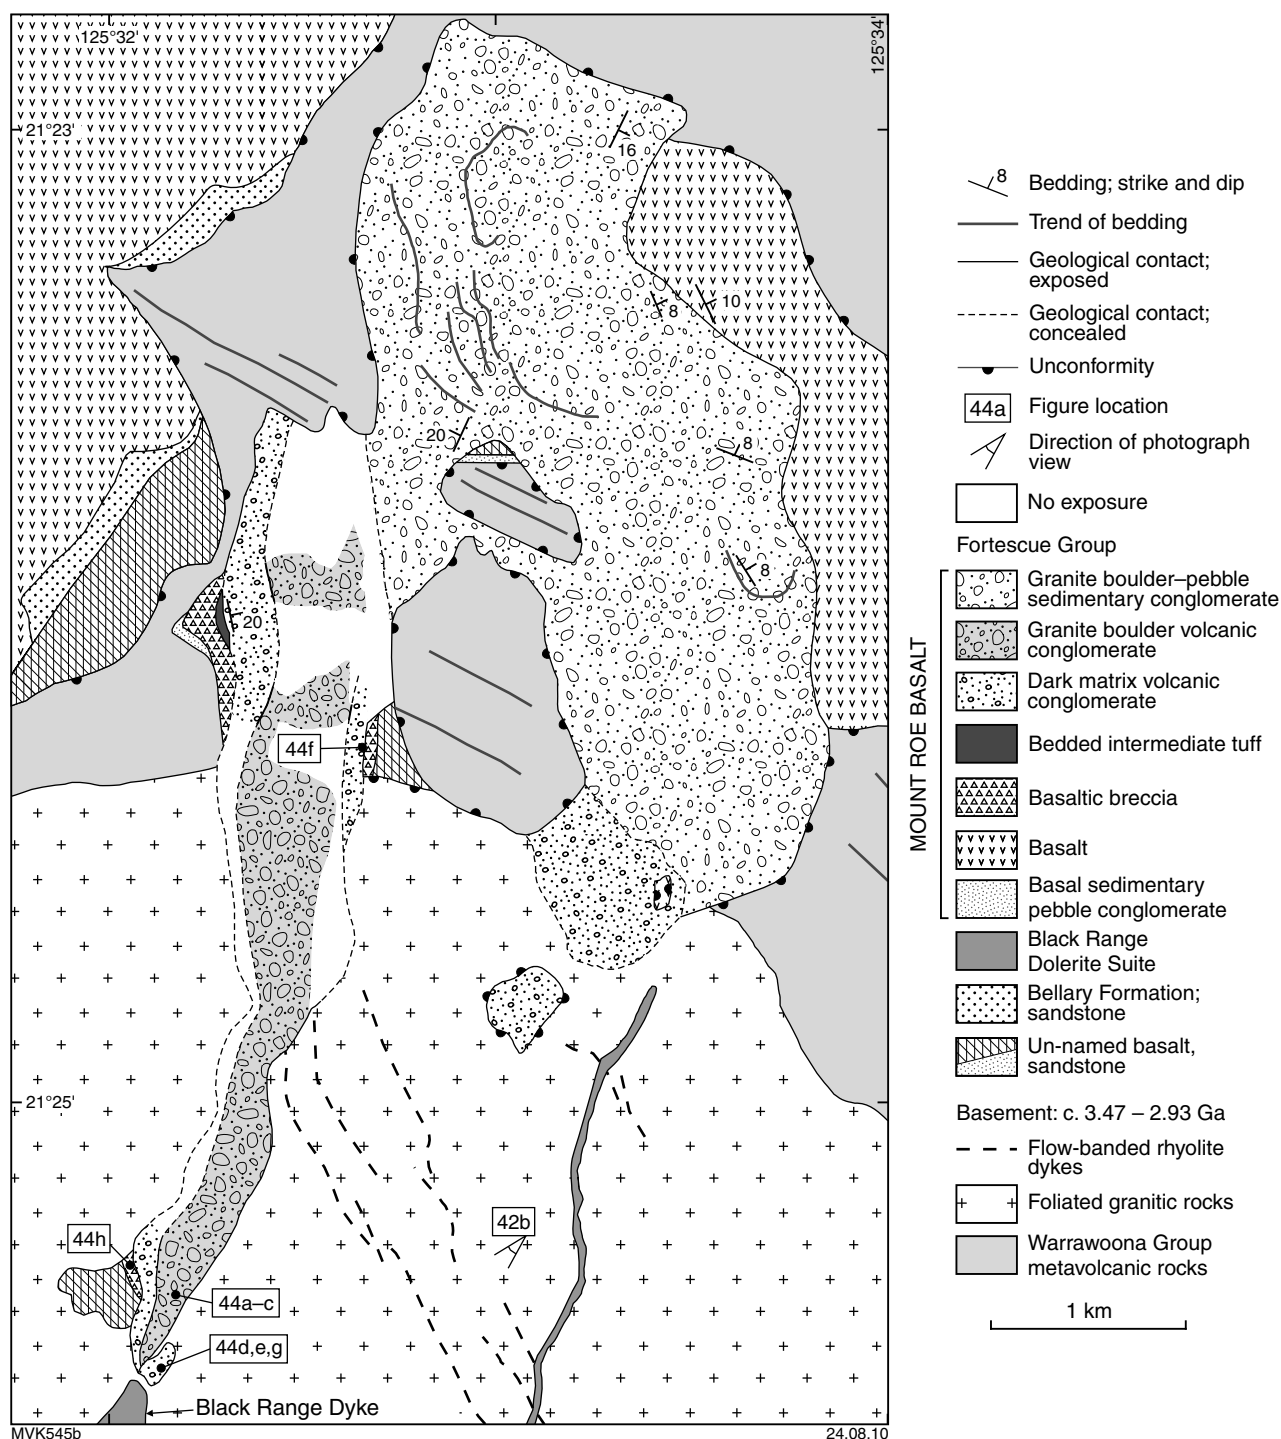 125°32'
125°34'
21°23'
16
10
8
20
8
8
20
44f
21°25'
42b
44h
44a–c
44d,e,g
Black Range Dyke
MVK545b
24.08.10
8
Bedding; strike and dip
Trend of bedding
Geological contact;
exposed
Geological contact;
concealed
Unconformity
44a
Figure location
Direction of photograph
view
No exposure
Fortescue Group
MOUNT ROE BASALT
Granite boulder–pebble
sedimentary conglomerate
Granite boulder volcanic
conglomerate
Dark matrix volcanic
conglomerate
Bedded intermediate tuff
Basaltic breccia
Basalt
Basal sedimentary
pebble conglomerate
Black Range
Dolerite Suite
Bellary Formation;
sandstone
Un-named basalt,
sandstone
Basement: c. 3.47 – 2.93 Ga
Flow-banded rhyolite
dykes
Foliated granitic rocks
Warrawoona Group
metavolcanic rocks
1 km